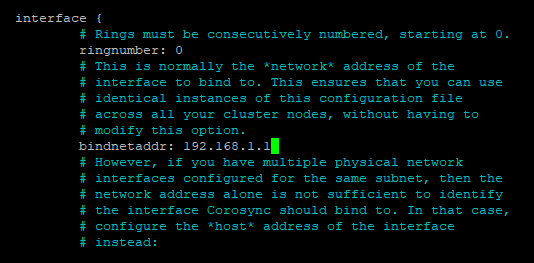 interface {
# Rings must be consecutively numbered, starting at 0.
ringnumber: 0
# This is normally the *network* address of the
# interface to bind to. This ensures that you can use
# identical instances of this configuration file
# across all your cluster nodes, without having to
# modify this option.
bindnetaddr: 192.168.1.1
# However, if you have multiple physical network
# interfaces configured for the same subnet, then the
# network address alone is not sufficient to identify
# the interface Corosync should bind to. In that case,
# configure the *host* address of the interface
# instead: